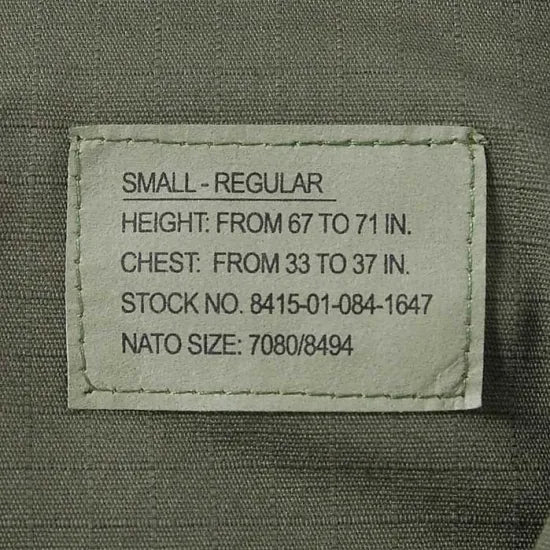 SMALL - REGULAR
HEIGHT: FROM 67 TO 71 IN.
CHEST: FROM 33 TO 37 IN.
STOCK NO. 8415-01-084-1647
NATO SIZE: 7080/8494